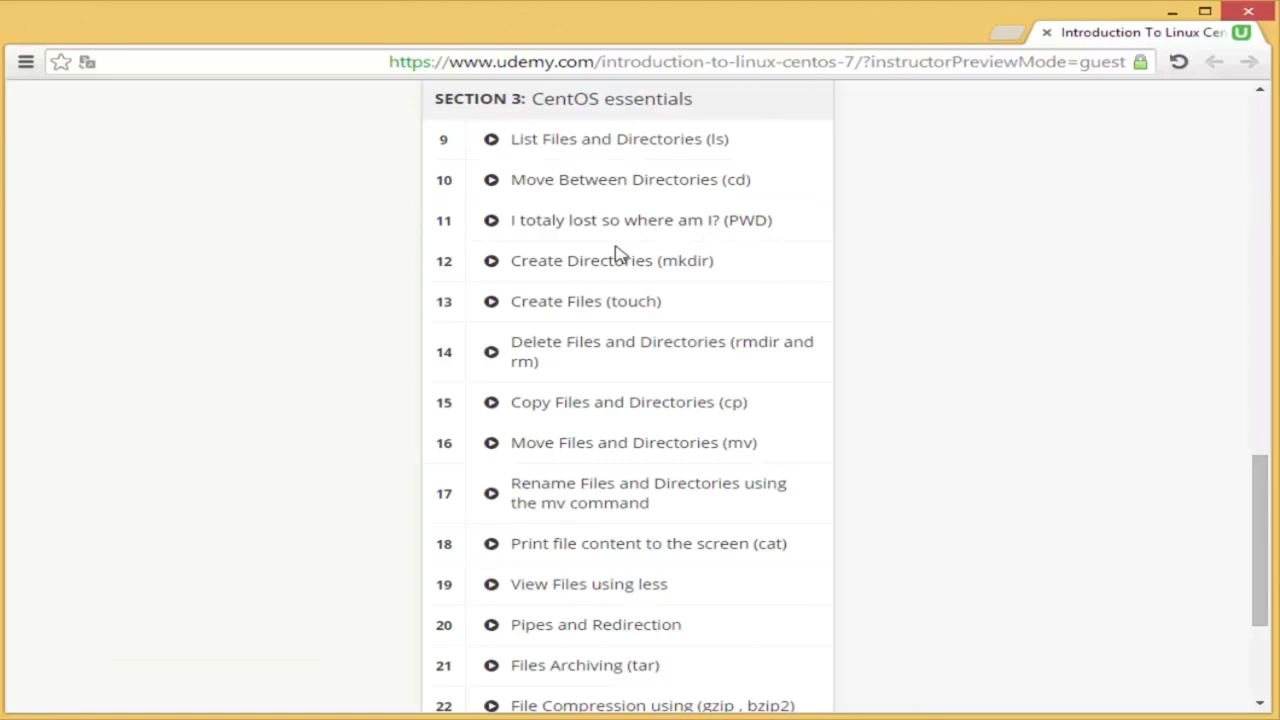 Introduction To Linux Cen
https://www.udemy.com/introduction-to-linux-centos-7/?instructorPreviewMode=guest
SECTION 3: CentOS essentials
9 List Files and Directories (ls)
10 Move Between Directories (cd)
11 I totaly lost so where am I? (PWD)
12 Create Directories (mkdir)
13 Create Files (touch)
14 Delete Files and Directories (rmdir and
rm)
15 Copy Files and Directories (cp)
16 Move Files and Directories (mv)
17 Rename Files and Directories using
the mv command
18 Print file content to the screen (cat)
19 View Files using less
20 Pipes and Redirection
21 Files Archiving (tar)
22 File Compression using (gzip , bzip2)